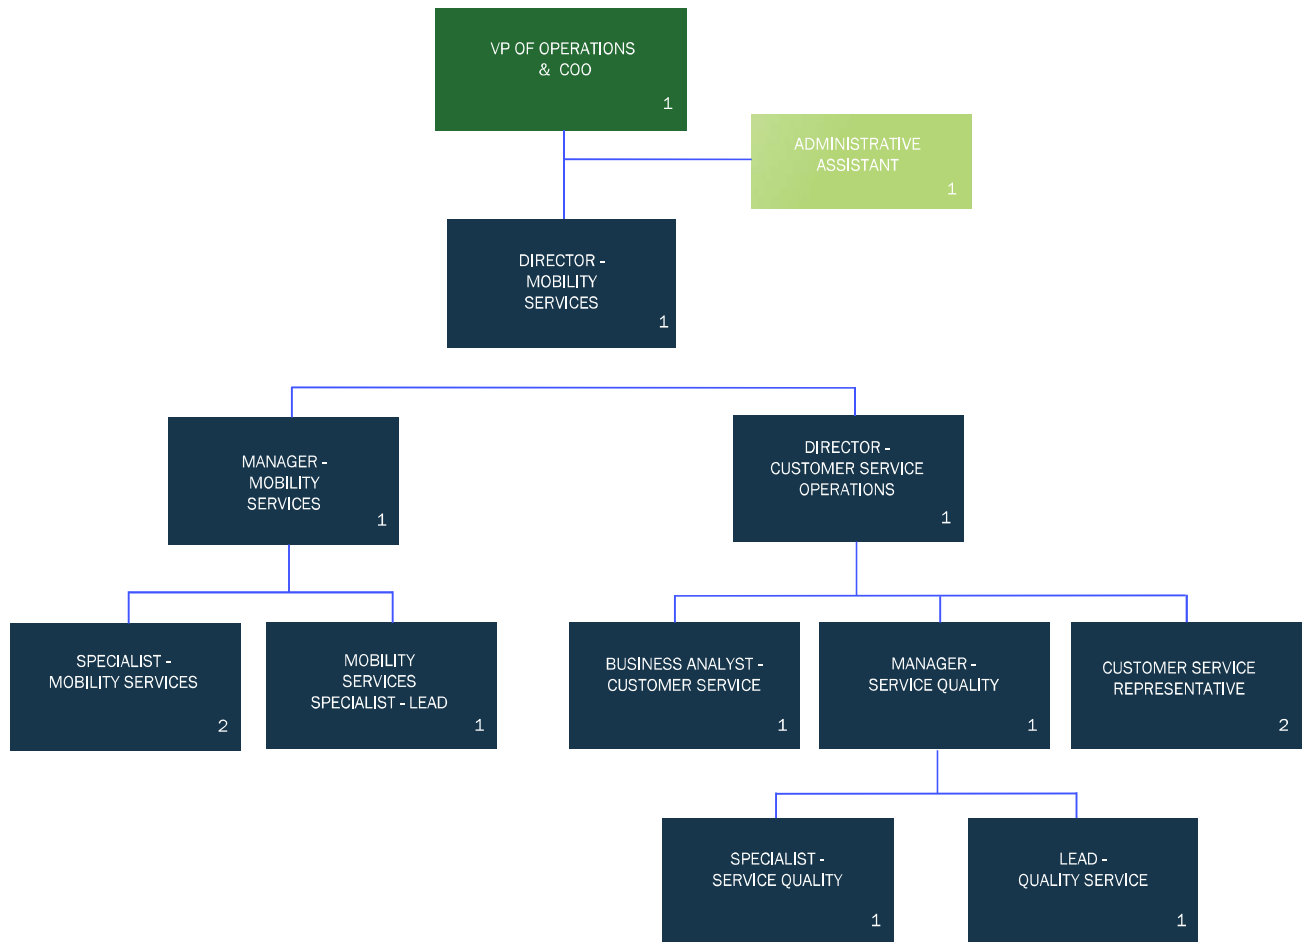 VP OF OPERATIONS
& COO
1
ADMINISTRATIVE
ASSISTANT
1
DIRECTOR -
MOBILITY
SERVICES
1
MANAGER -
MOBILITY
SERVICES
1
DIRECTOR -
CUSTOMER SERVICE
OPERATIONS
1
SPECIALIST -
MOBILITY SERVICES
2
MOBILITY
SERVICES
SPECIALIST - LEAD
1
BUSINESS ANALYST -
CUSTOMER SERVICE
1
MANAGER -
SERVICE QUALITY
1
CUSTOMER SERVICE
REPRESENTATIVE
2
SPECIALIST -
SERVICE QUALITY
1
LEAD -
QUALITY SERVICE
1